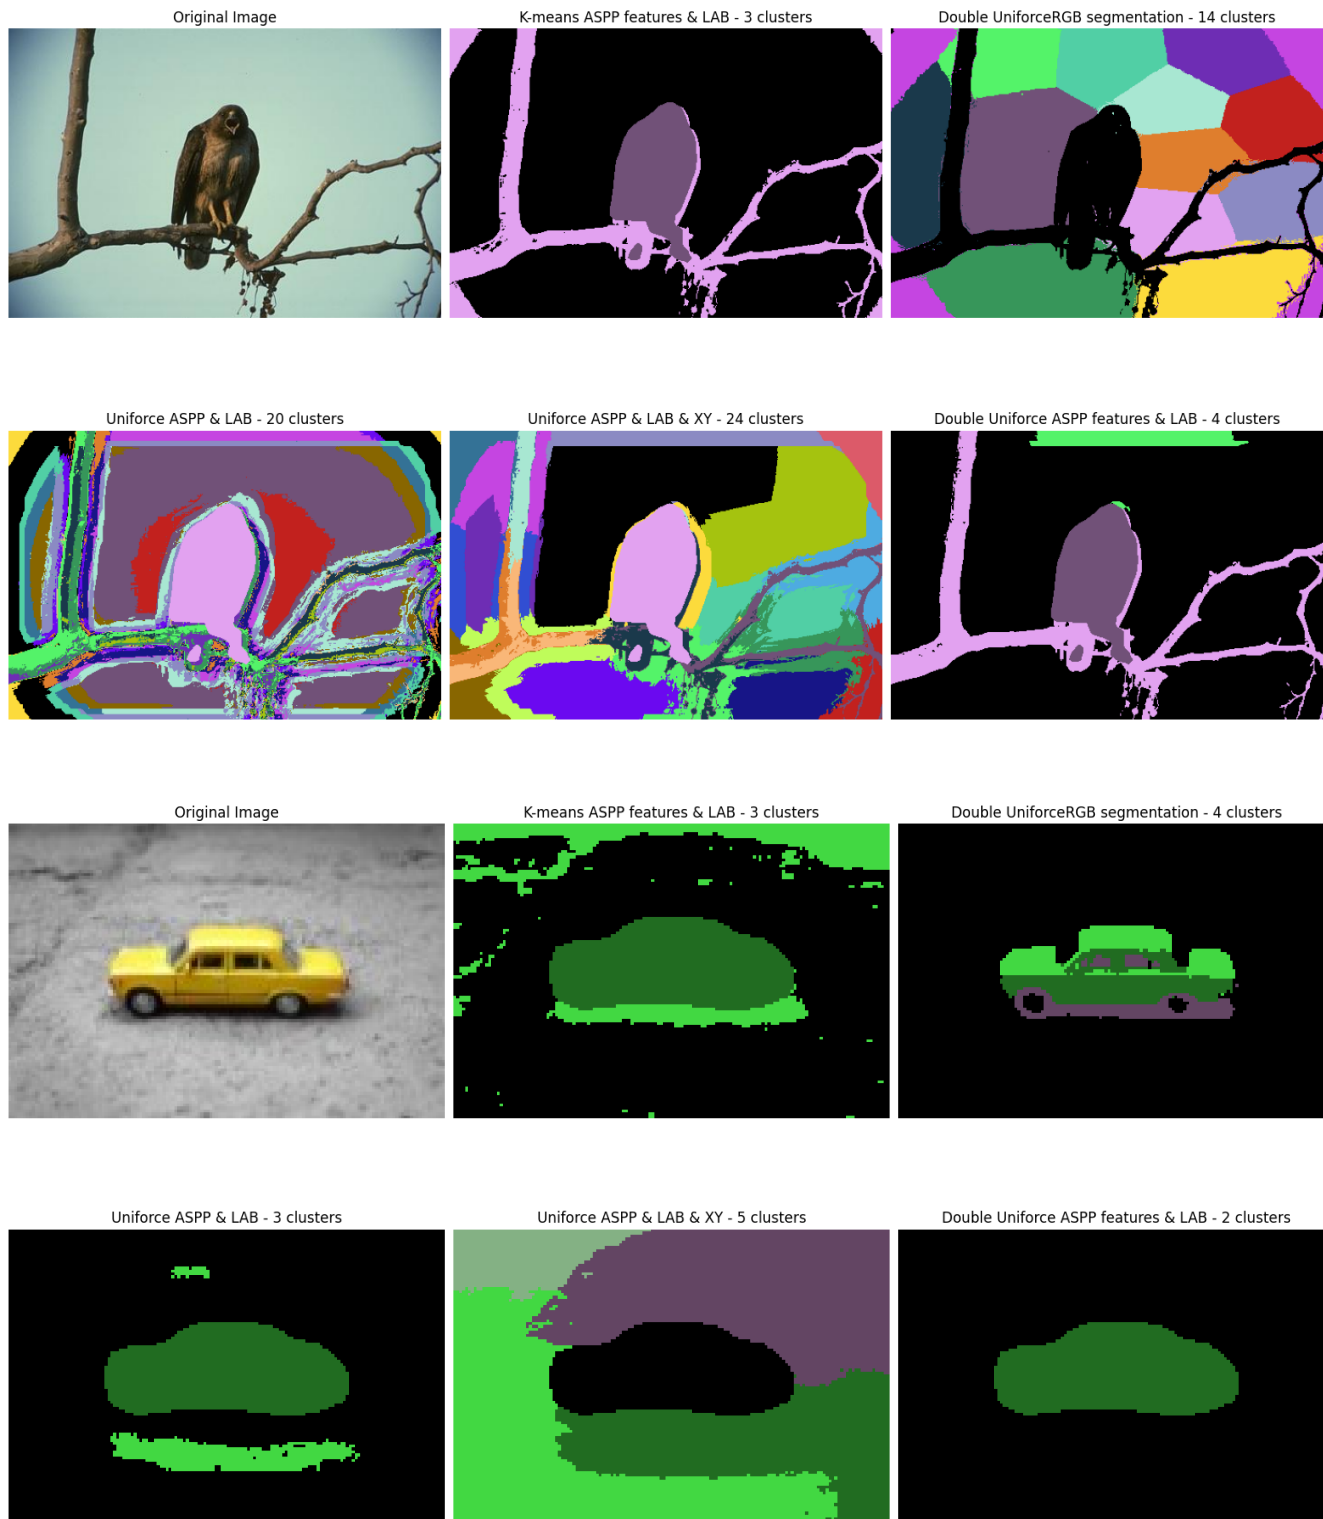 Original Image
K-means ASPP features & LAB - 3 clusters
Double UniforceRGB segmentation - 14 clusters
Uniforce ASPP & LAB - 20 clusters
Uniforce ASPP & LAB & XY - 24 clusters
Double Uniforce ASPP features & LAB - 4 clusters
Original Image
K-means ASPP features & LAB - 3 clusters
Double UniforceRGB segmentation - 4 clusters
Uniforce ASPP & LAB - 3 clusters
Uniforce ASPP & LAB & XY - 5 clusters
Double Uniforce ASPP features & LAB - 2 clusters